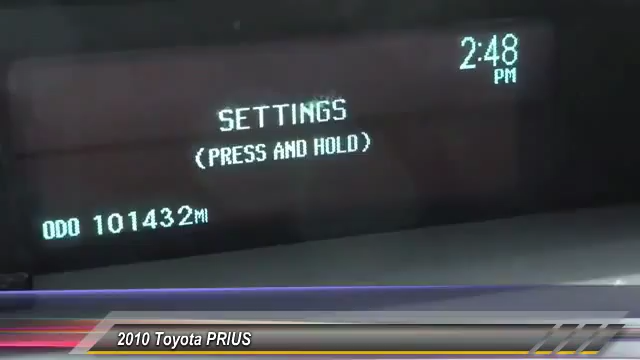 2:48
PM
SETTINGS
(PRESS AND HOLD)
ODO 101432MI
2010 Toyota PRIUS